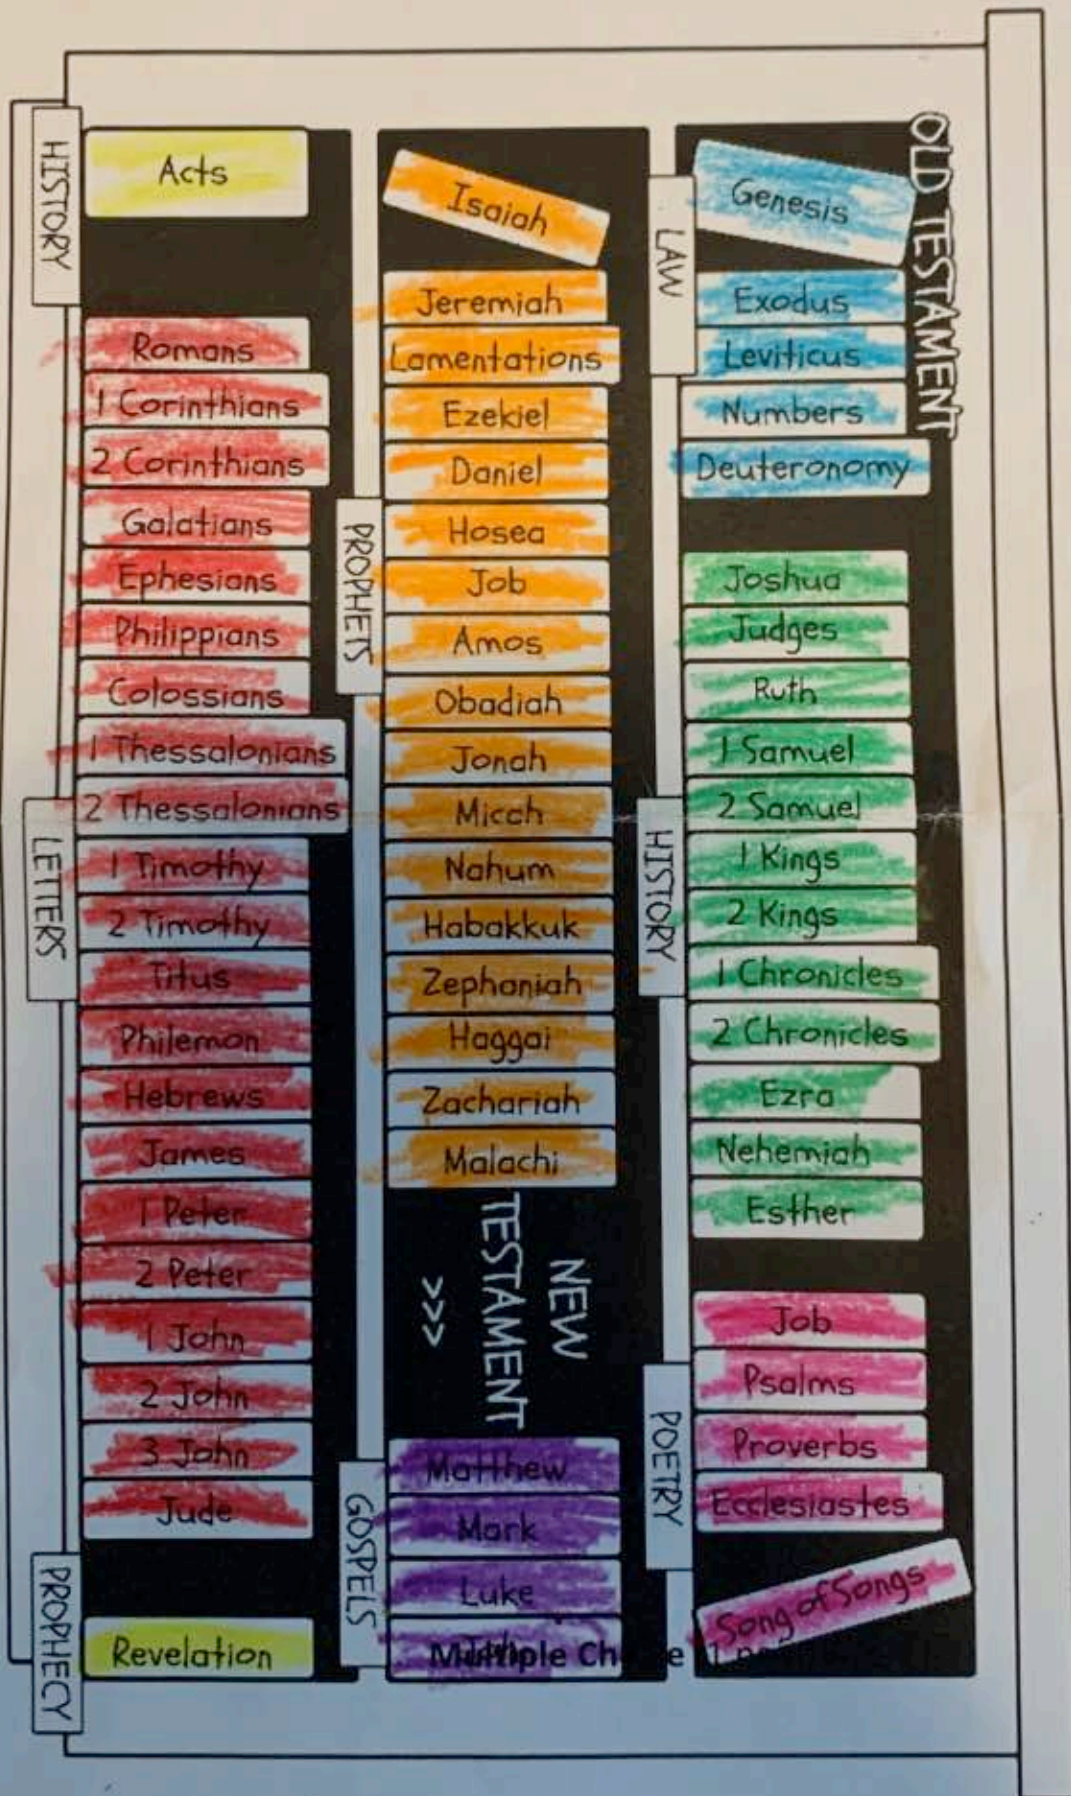 OLD TESTAMENT
LAW
Genesis
Exodus
Leviticus
Numbers
Deuteronomy
HISTORY
Joshua
Judges
Ruth
1 Samuel
2 Samuel
1 Kings
2 Kings
1 Chronicles
2 Chronicles
Ezra
Nehemiah
Esther
POETRY
Job
Psalms
Proverbs
Ecclesiastes
Song of Songs
PROPHETS
Isaiah
Jeremiah
Lamentations
Ezekiel
Daniel
Hosea
Job
Amos
Obadiah
Jonah
Micah
Nahum
Habakkuk
Zephaniah
Haggai
Zachariah
Malachi
NEW
TESTAMENT
>>>
GOSPELS
Matthew
Mark
Luke
Multiple
HISTORY
Acts
LETTERS
Romans
1 Corinthians
2 Corinthians
Galatians
Ephesians
Philippians
Colossians
1 Thessalonians
2 Thessalonians
1 Timothy
2 Timothy
Titus
Philemon
Hebrews
James
1 Peter
2 Peter
1 John
2 John
3 John
Jude
PROPHECY
Revelation